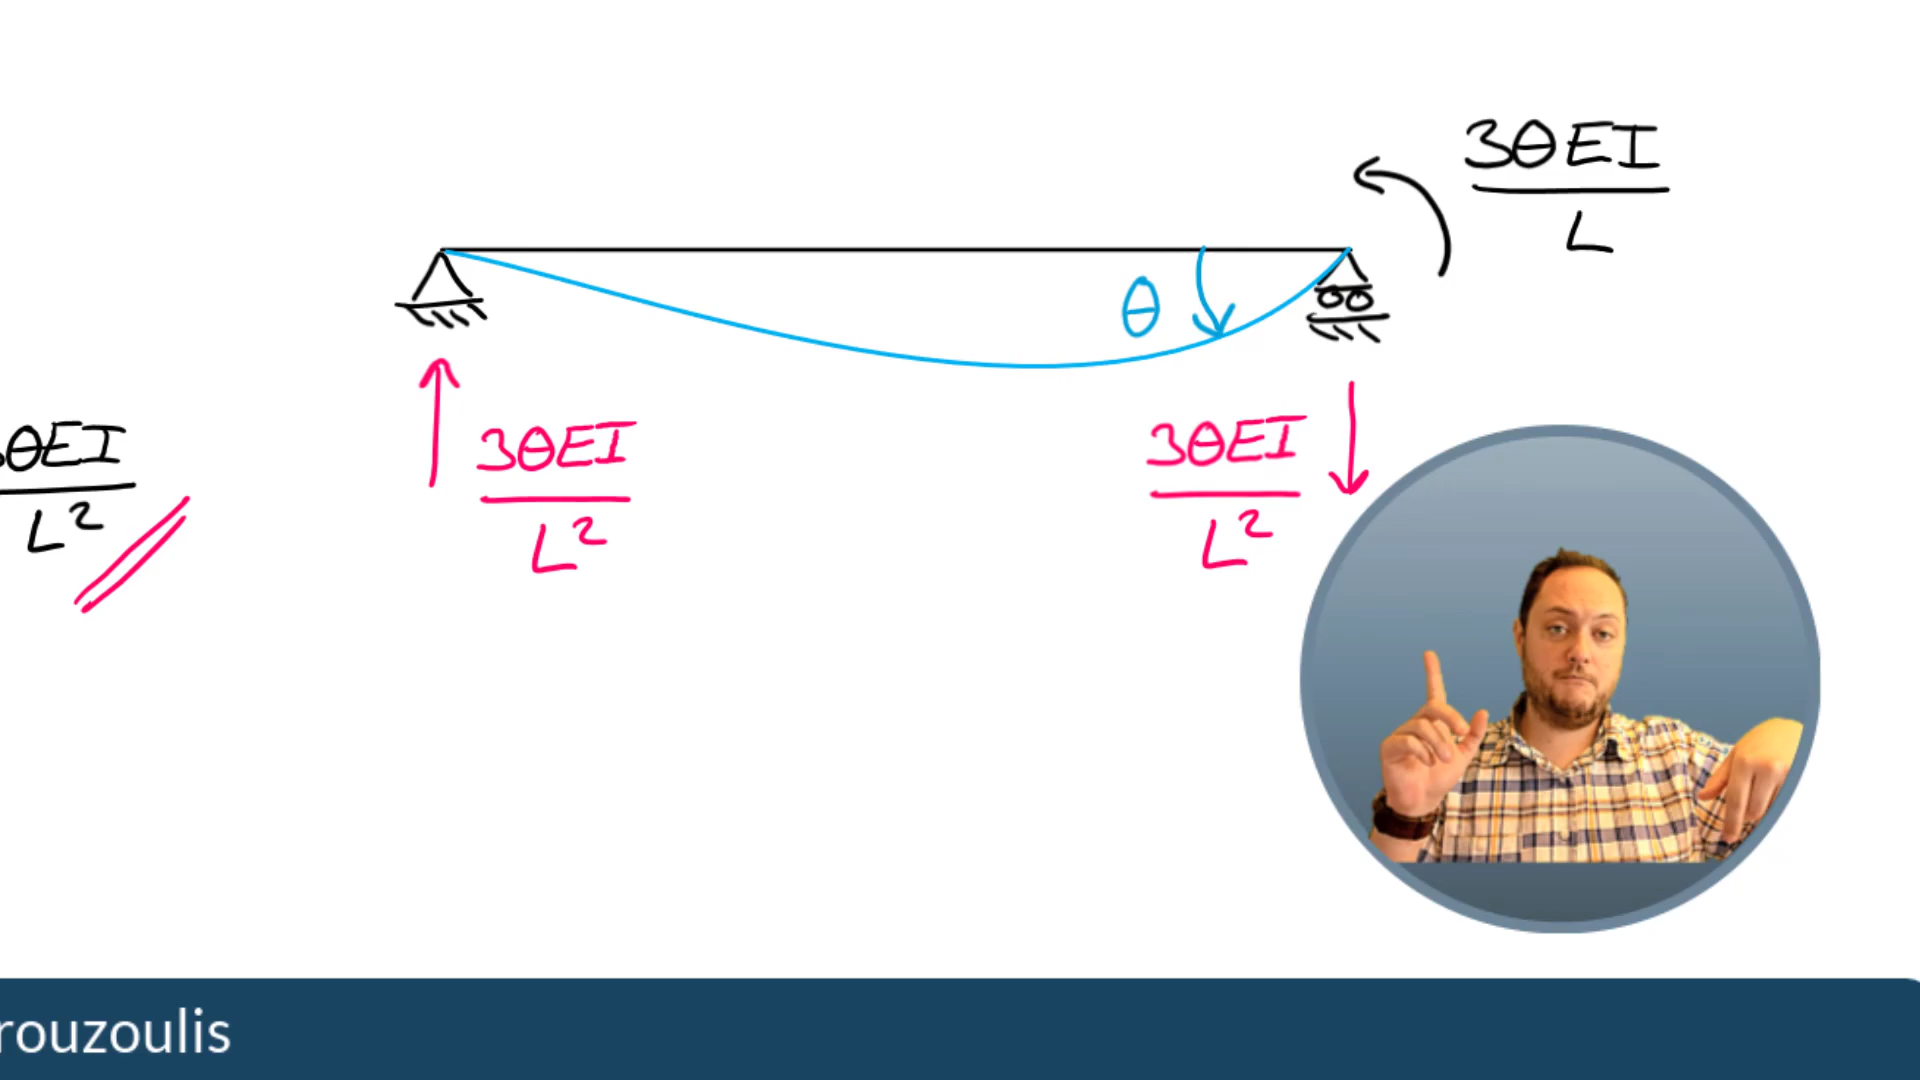 3θEI
L
θ
θEI
L²
3θEI
L²
3θEI
L²
rouzoulis